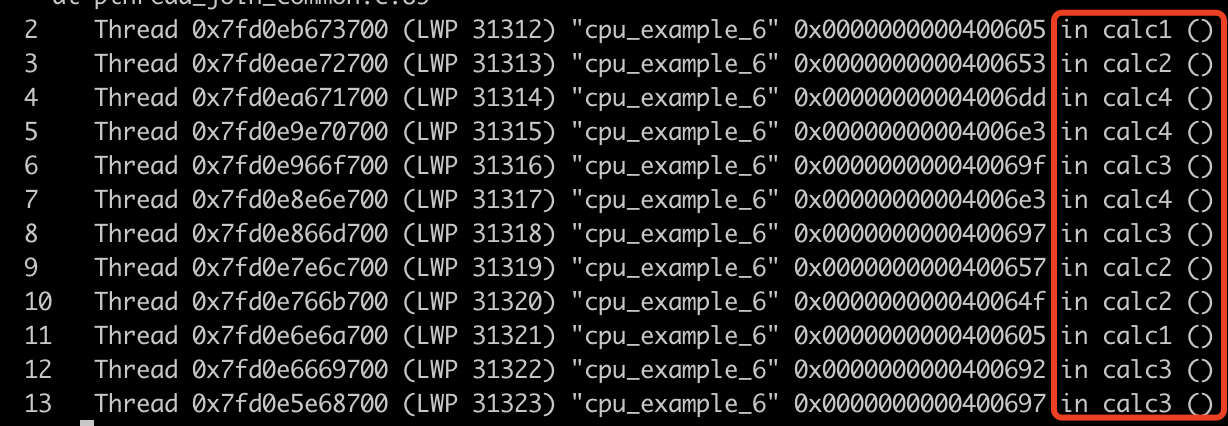 at pthread_join_common.c:89
2 Thread 0x7fd0eb673700 (LWP 31312) "cpu_example_6" 0x0000000000400605 in calc1 ()
3 Thread 0x7fd0eae72700 (LWP 31313) "cpu_example_6" 0x0000000000400653 in calc2 ()
4 Thread 0x7fd0ea671700 (LWP 31314) "cpu_example_6" 0x00000000004006dd in calc4 ()
5 Thread 0x7fd0e9e70700 (LWP 31315) "cpu_example_6" 0x00000000004006e3 in calc4 ()
6 Thread 0x7fd0e966f700 (LWP 31316) "cpu_example_6" 0x000000000040069f in calc3 ()
7 Thread 0x7fd0e8e6e700 (LWP 31317) "cpu_example_6" 0x00000000004006e3 in calc4 ()
8 Thread 0x7fd0e866d700 (LWP 31318) "cpu_example_6" 0x0000000000400697 in calc3 ()
9 Thread 0x7fd0e7e6c700 (LWP 31319) "cpu_example_6" 0x0000000000400657 in calc2 ()
10 Thread 0x7fd0e766b700 (LWP 31320) "cpu_example_6" 0x000000000040064f in calc2 ()
11 Thread 0x7fd0e6e6a700 (LWP 31321) "cpu_example_6" 0x0000000000400605 in calc1 ()
12 Thread 0x7fd0e6669700 (LWP 31322) "cpu_example_6" 0x0000000000400692 in calc3 ()
13 Thread 0x7fd0e5e68700 (LWP 31323) "cpu_example_6" 0x0000000000400697 in calc3 ()